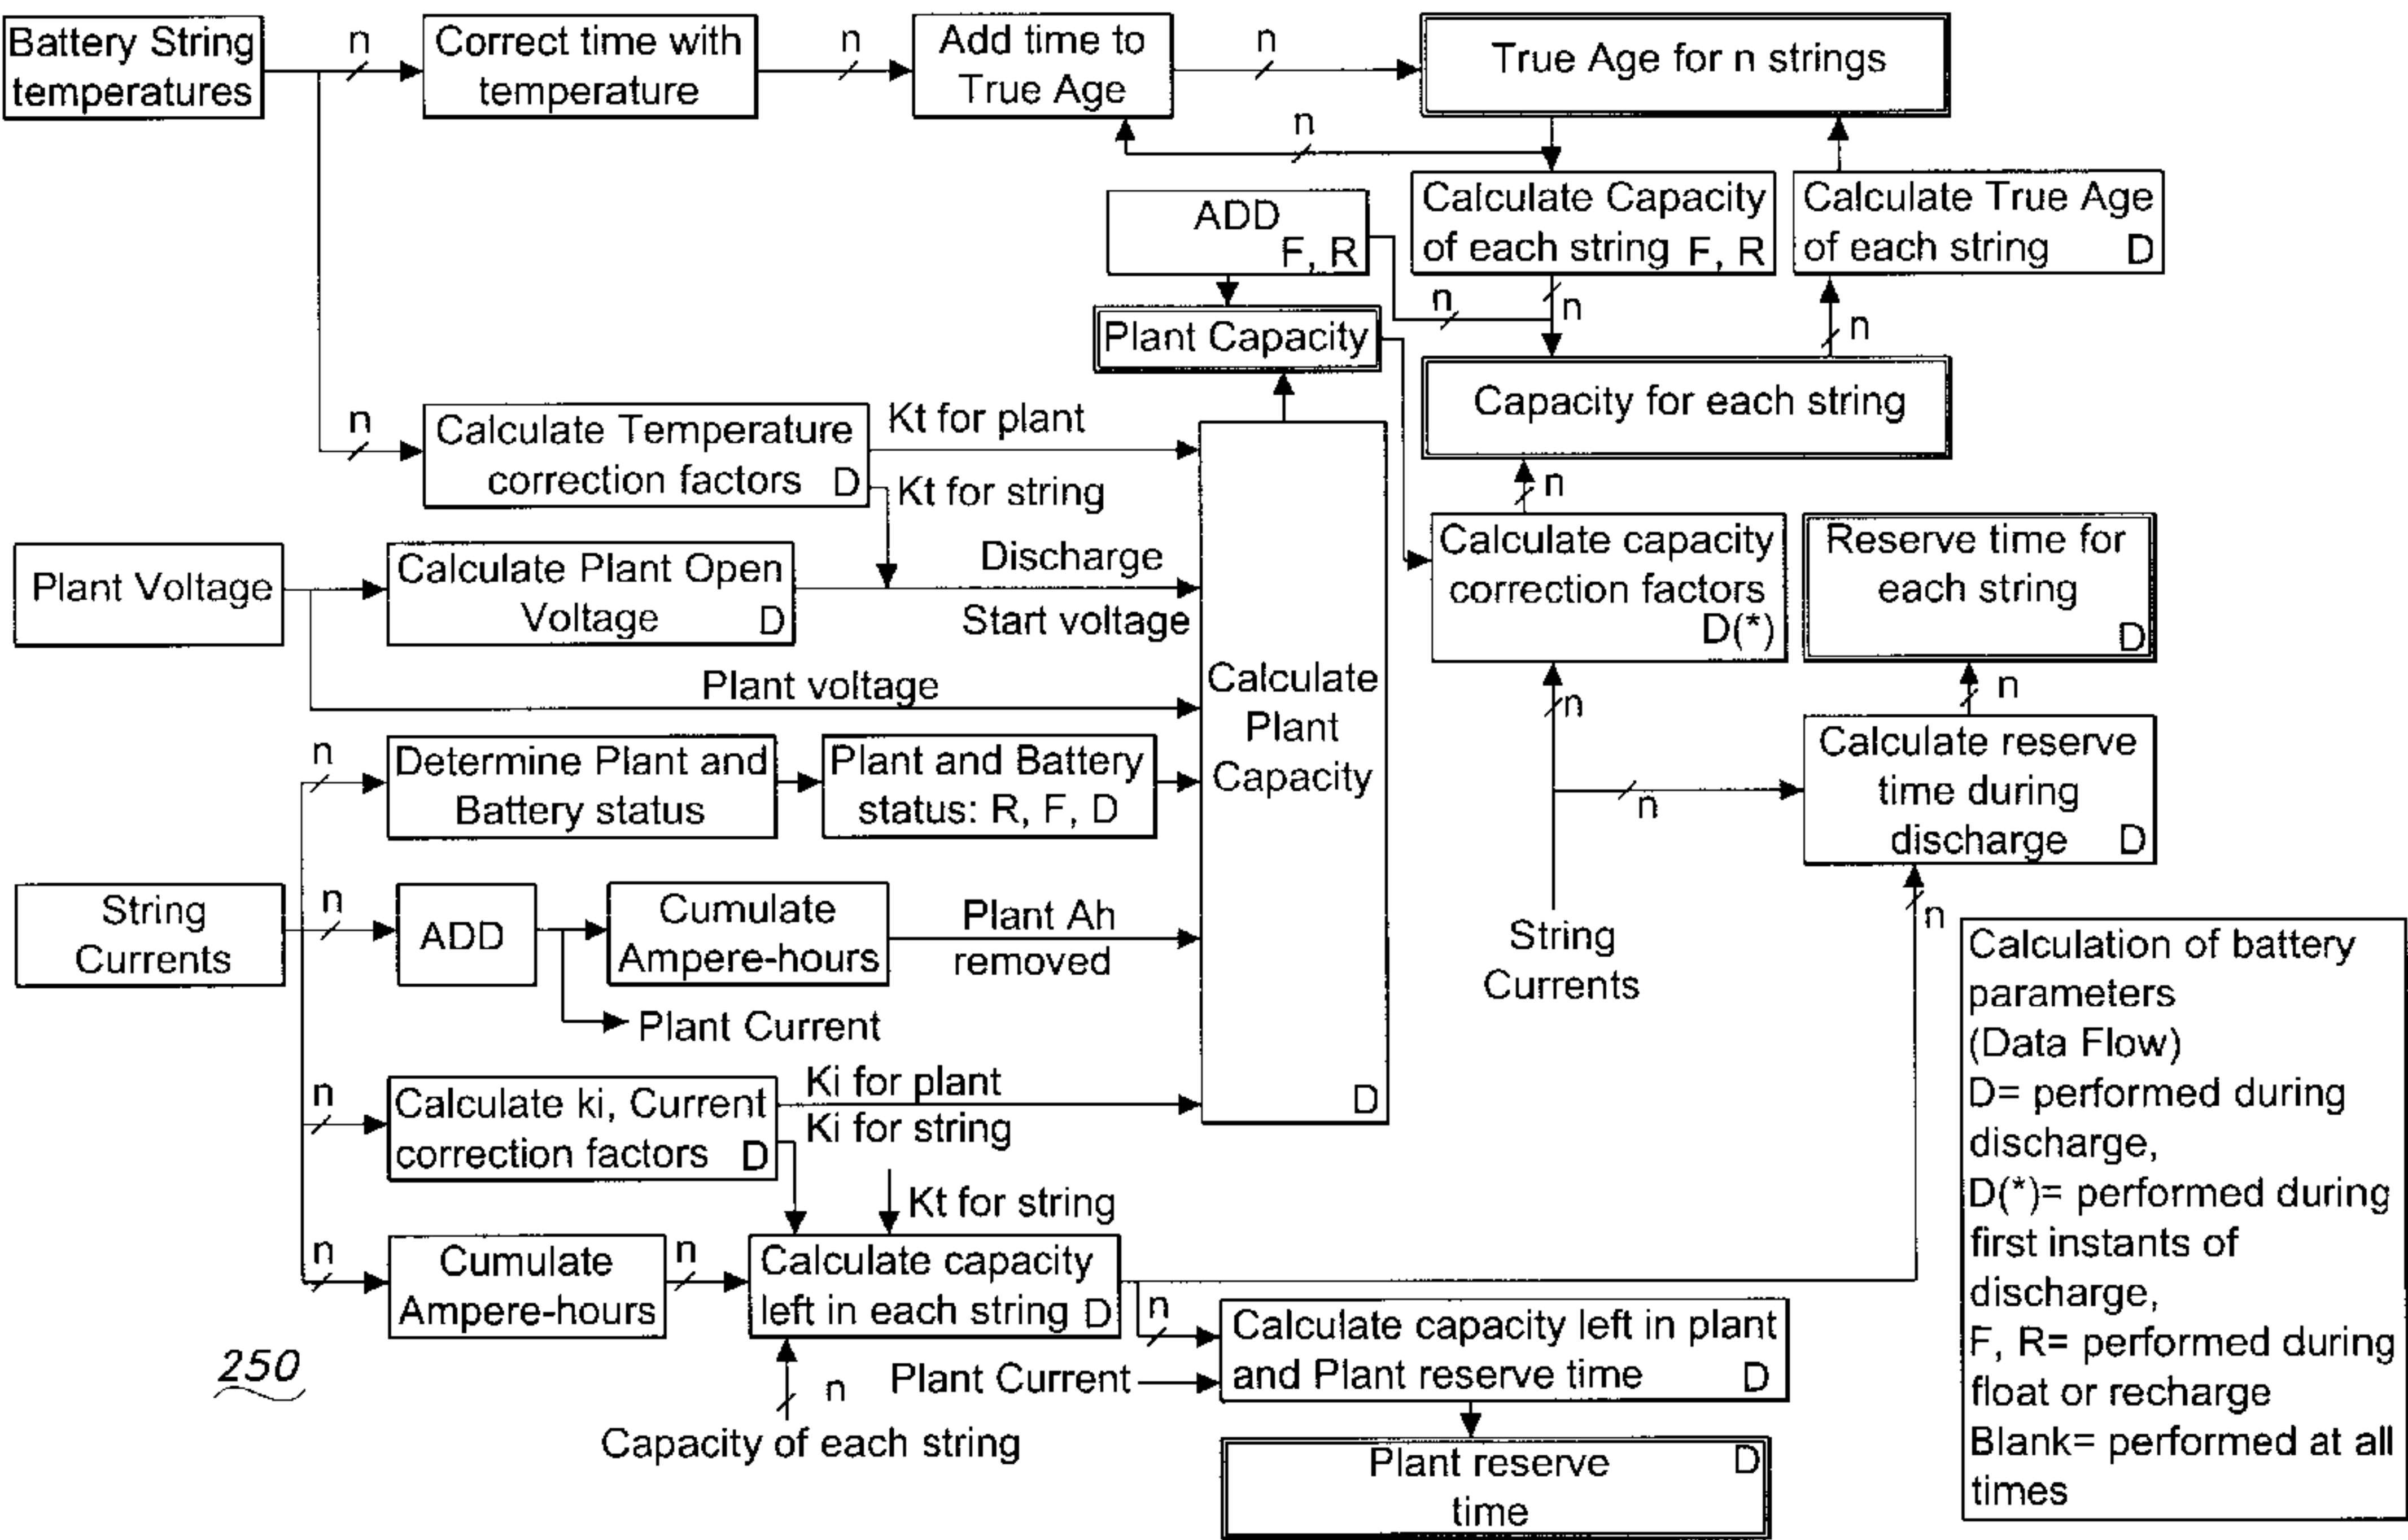 Battery String
temperatures
n
Correct time with
temperature
n
Add time to
True Age
n
True Age for n strings
n
ADD
F, R
Calculate Capacity
of each string F, R
Calculate True Age
of each string D
n
n
n
Plant Capacity
Capacity for each string
n
Calculate Temperature
correction factors D
Kt for plant
Kt for string
n
Plant Voltage
Calculate Plant Open
Voltage D
Discharge
Start voltage
Calculate capacity
correction factors
D(*)
Reserve time for
each string
D
Plant voltage
Calculate
Plant
Capacity
D
n
n
n
Determine Plant and
Battery status
Plant and Battery
status: R, F, D
n
Calculate reserve
time during
discharge D
String
Currents
n
ADD
Cumulate
Ampere-hours
Plant Ah
removed
Plant Current
String
Currents
n
n
Calculate ki, Current
correction factors D
Ki for plant
Ki for string
Kt for string
n
Cumulate
Ampere-hours
n
Calculate capacity
left in each string D
n
Calculate capacity left in plant
and Plant reserve time D
Plant Current
n
Capacity of each string
Plant reserve D
time
250
Calculation of battery
parameters
(Data Flow)
D= performed during
discharge,
D(*)= performed during
first instants of
discharge,
F, R= performed during
float or recharge
Blank= performed at all
times